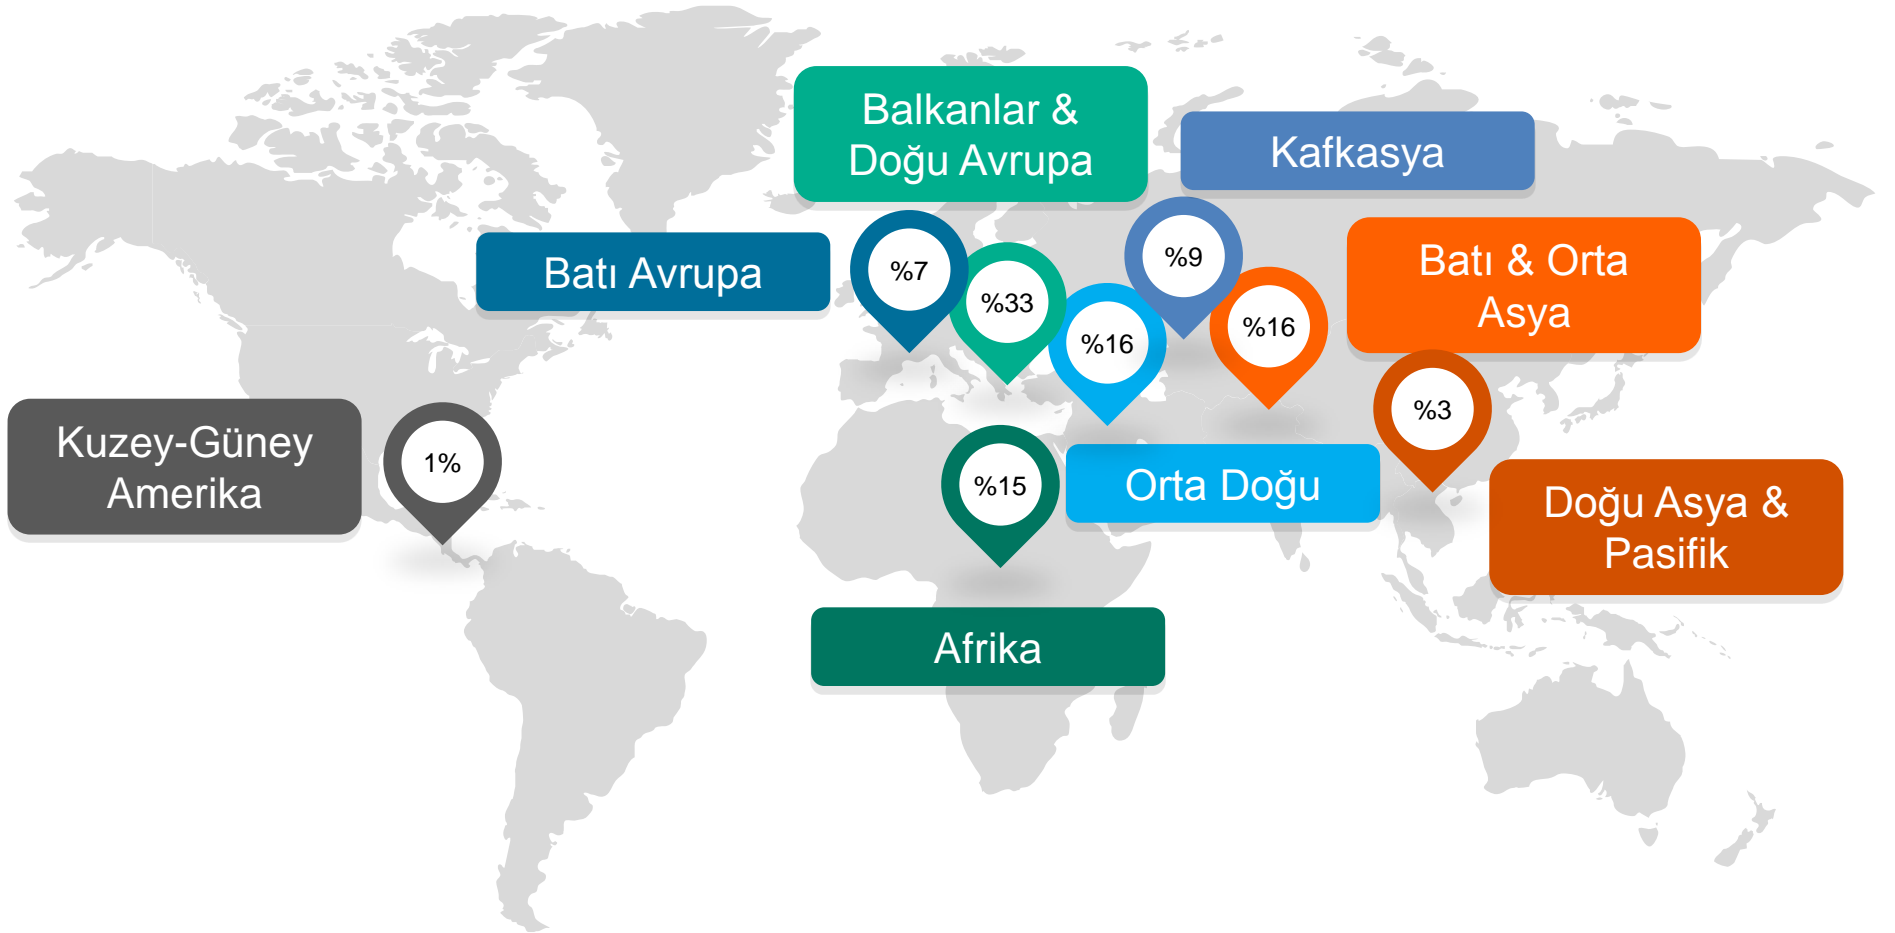 Balkanlar &
Doğu Avrupa
Kafkasya
Batı Avrupa
%7
%33
%16
%9
%16
Batı & Orta
Asya
Kuzey-Güney
Amerika
1%
%15
Orta Doğu
%3
Doğu Asya &
Pasifik
Afrika